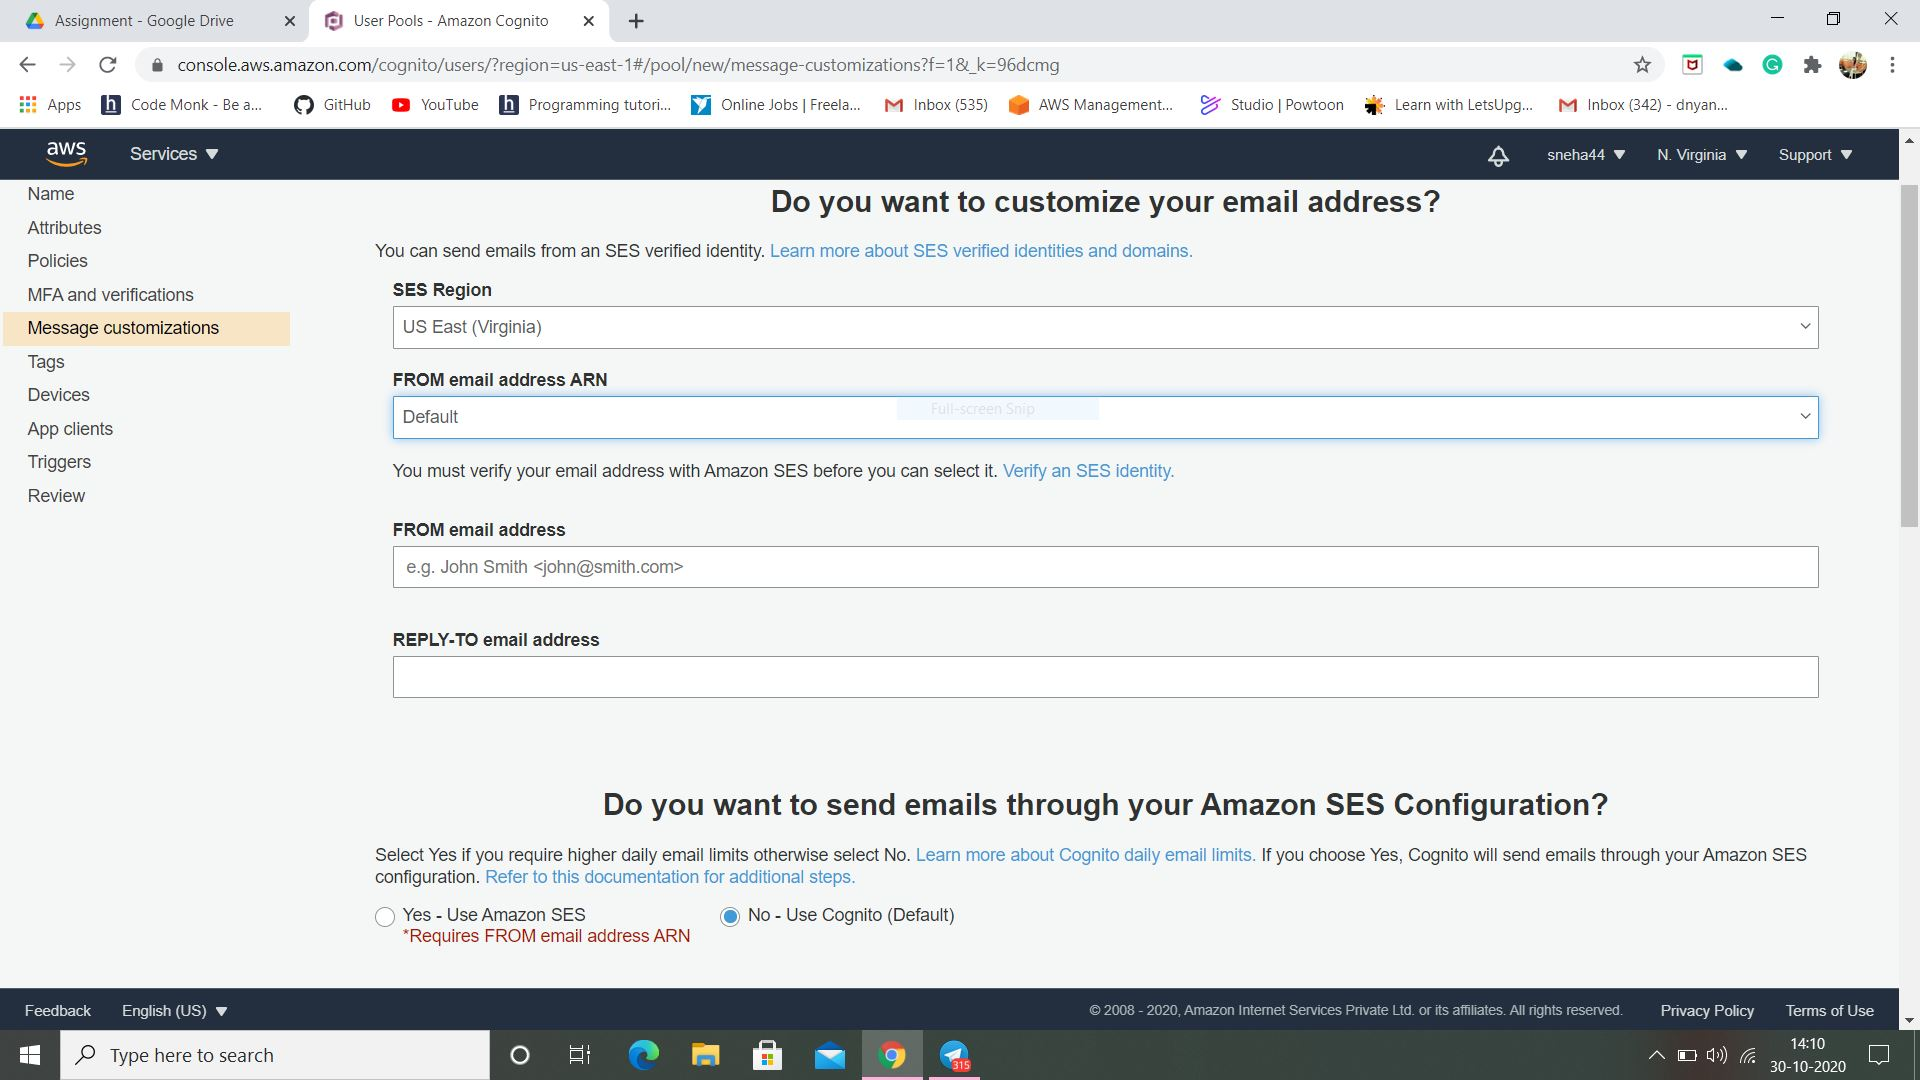 Assignment - Google Drive
User Pools - Amazon Cognito
console.aws.amazon.com/cognito/users/?region=us-east-1#/pool/new/message-customizations?f=1&_k=96dcmg
Apps
Code Monk - Be a...
GitHub
YouTube
Programming tutori...
Online Jobs | Freela...
Inbox (535)
AWS Management...
Studio | Powtoon
Learn with LetsUpg...
Inbox (342) - dnyan...
aws
Services
sneha44
N. Virginia
Support
Name
Attributes
Policies
MFA and verifications
Message customizations
Tags
Devices
App clients
Triggers
Review
Do you want to customize your email address?
You can send emails from an SES verified identity. Learn more about SES verified identities and domains.
SES Region
US East (Virginia)
FROM email address ARN
Default
Full-screen Snip
You must verify your email address with Amazon SES before you can select it. Verify an SES identity.
FROM email address
e.g. John Smith <john@smith.com>
REPLY-TO email address
Do you want to send emails through your Amazon SES Configuration?
Select Yes if you require higher daily email limits otherwise select No. Learn more about Cognito daily email limits. If you choose Yes, Cognito will send emails through your Amazon SES
configuration. Refer to this documentation for additional steps.
Yes - Use Amazon SES
*Requires FROM email address ARN
No - Use Cognito (Default)
Feedback
English (US)
© 2008 - 2020, Amazon Internet Services Private Ltd. or its affiliates. All rights reserved.
Privacy Policy
Terms of Use
Type here to search
315
14:10
30-10-2020